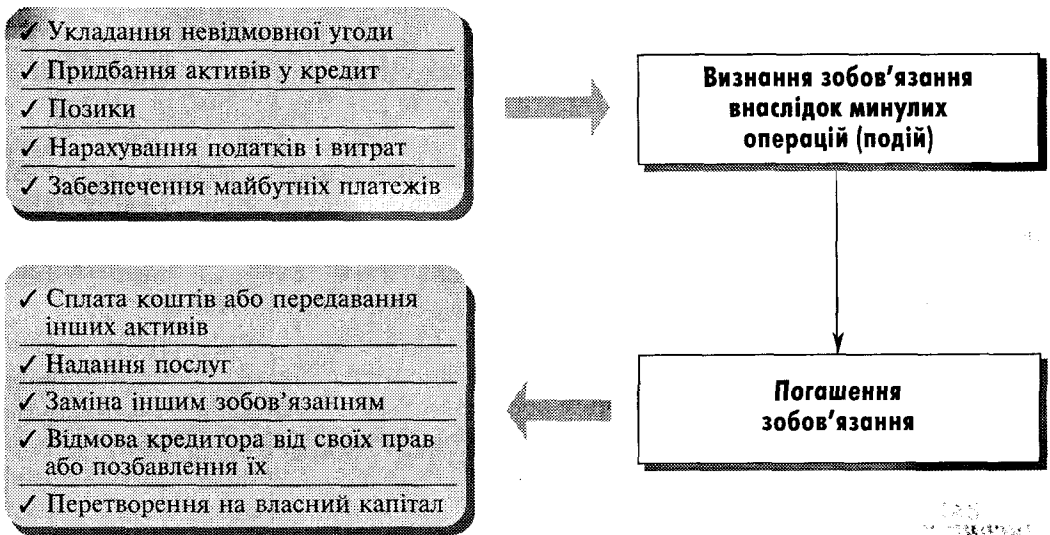 ✓ Укладання невідмовної угоди
✓ Придбання активів у кредит
✓ Позики
✓ Нарахування податків і витрат
✓ Забезпечення майбутніх платежів
Визнання зобов'язання
внаслідок минулих
операцій (подій)
✓ Сплата коштів або передавання
інших активів
✓ Надання послуг
✓ Заміна іншим зобов'язанням
✓ Відмова кредитора від своїх прав
або позбавлення їх
✓ Перетворення на власний капітал
Погашення
зобов'язання